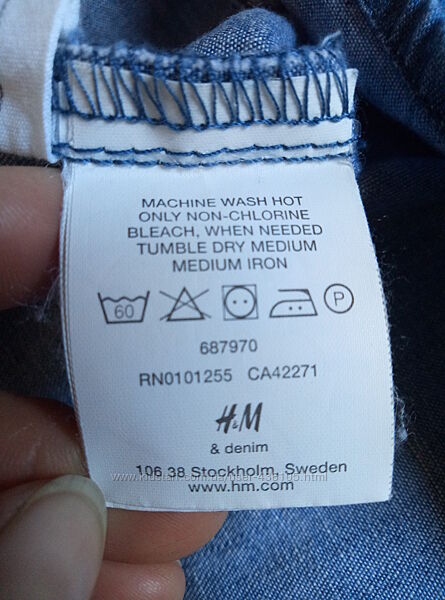 MACHINE WASH HOT
ONLY NON-CHLORINE
BLEACH, WHEN NEEDED
TUMBLE DRY MEDIUM
MEDIUM IRON
60 P
687970
RN0101255 CA42271
H&M
& denim
106 38 Stockholm, Sweden
www.hm.com